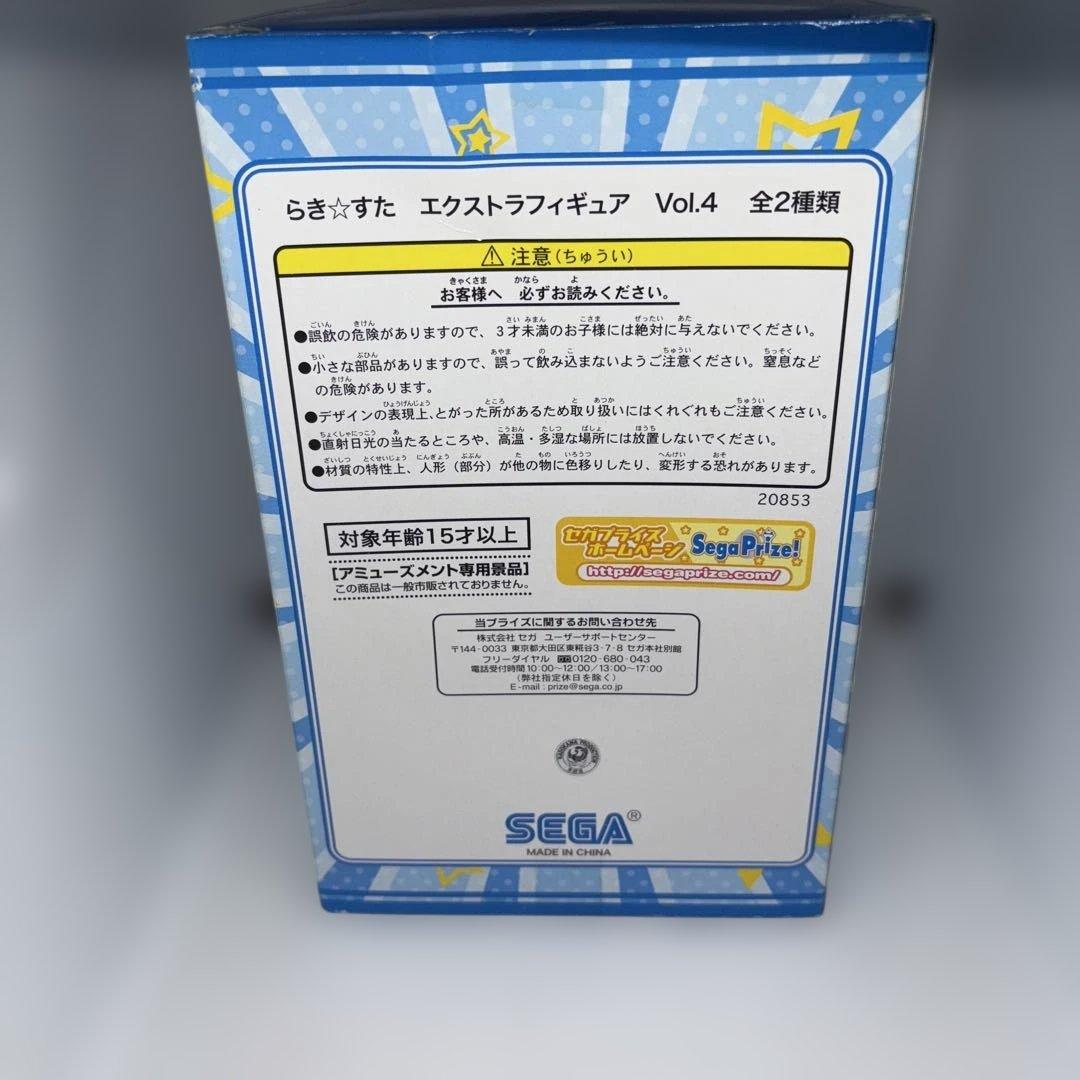 らき☆すた エクストラフィギュア Vol.4 全2種類
⚠注意(ちゅうい)
お客様へ 必ずお読みください。
●誤飲の危険がありますので、3才未満のお子様には絶対に与えないでください。
●小さな部品がありますので、誤って飲み込まないようご注意ください。窒息など
の危険があります。
●デザインの表現上、とがった所があるため取り扱いにはくれぐれもご注意ください。
●直射日光の当たるところや、高温・多湿な場所には放置しないでください。
●材質の特性上、人形(部分)が他の物に色移りしたり、変形する恐れがあります。
20853
対象年齢15才以上
[アミューズメント専用景品]
この商品は一般市販されておりません。
セガプライズ
ホームページ
SegaPrize!
http://segaprize.com/
当プライズに関するお問い合わせ先
株式会社 セガ ユーザーサポートセンター
〒144-0033 東京都大田区東糀谷3-7-8 セガ本社別館
フリーダイヤル 0120-680-043
電話受付時間 10:00~12:00/13:00~17:00
(弊社指定休日を除く)
E-mail : prize@sega.co.jp
SEGA®
MADE IN CHINA